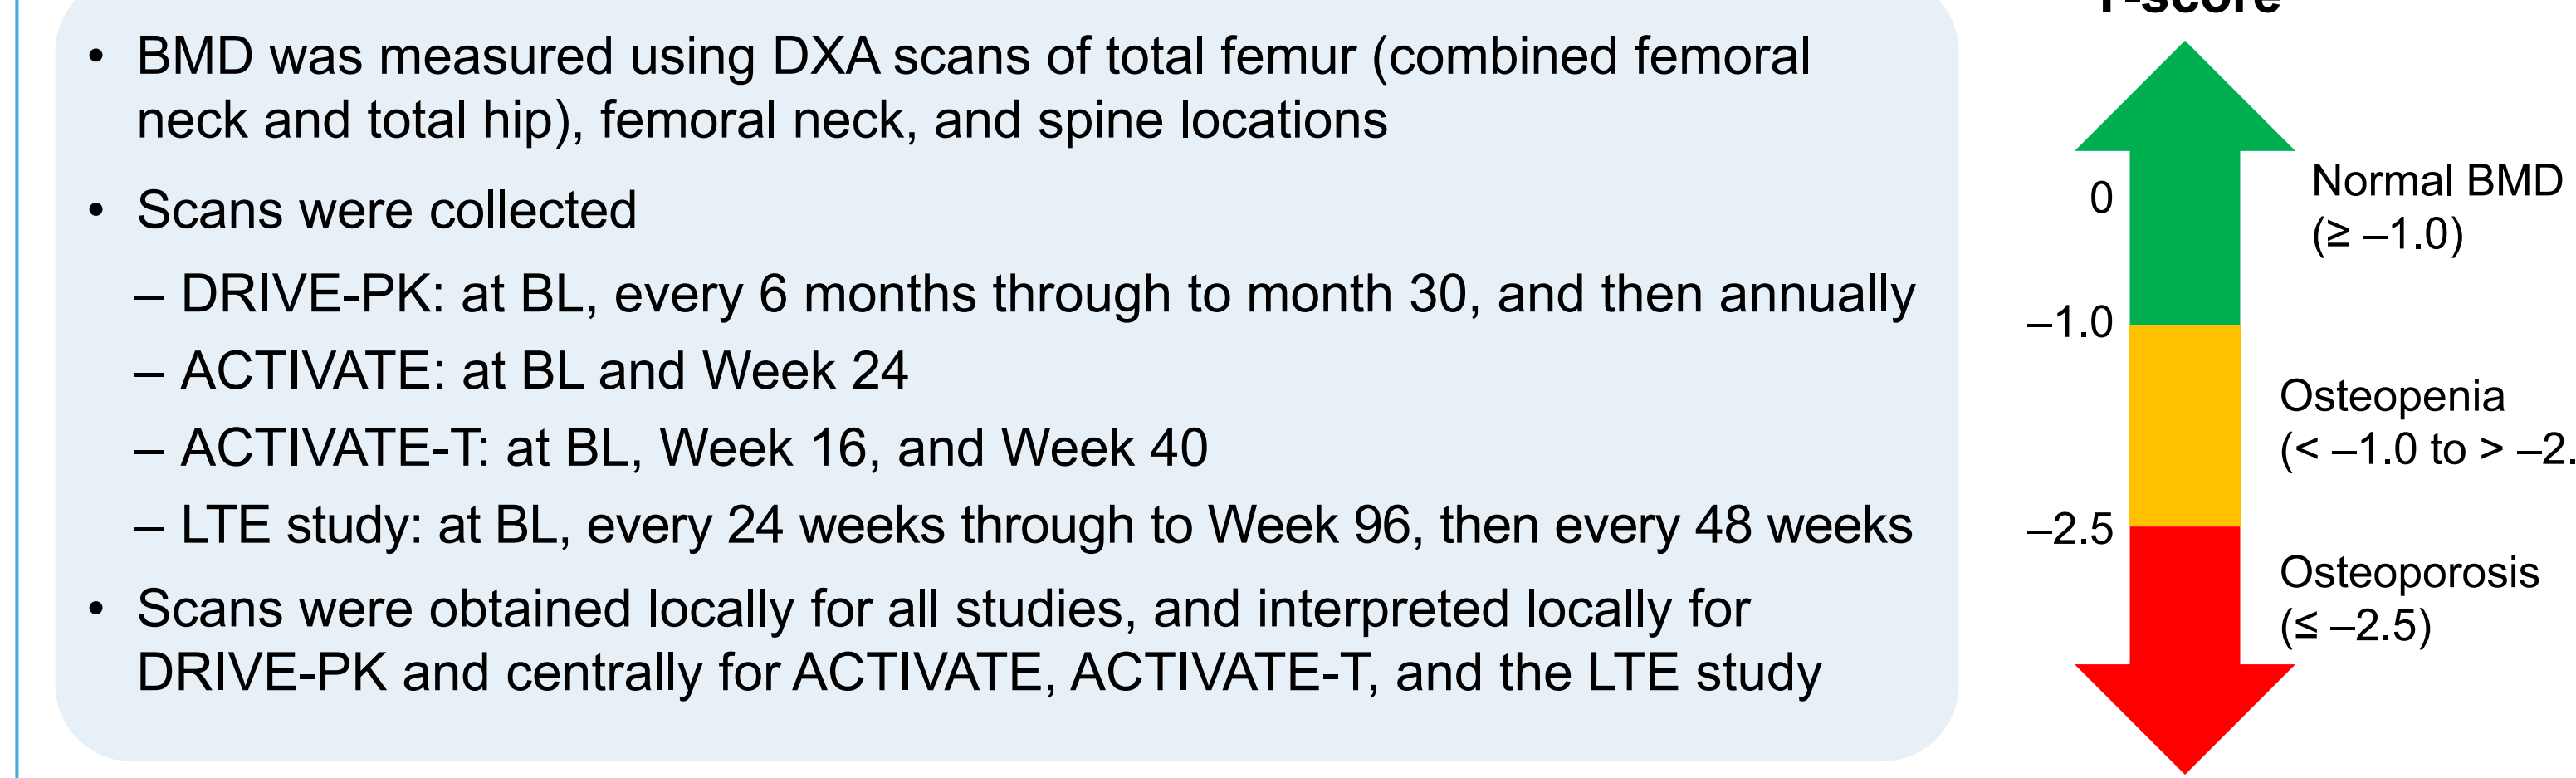 • BMD was measured using DXA scans of total femur (combined femoral
neck and total hip), femoral neck, and spine locations
• Scans were collected
– DRIVE-PK: at BL, every 6 months through to month 30, and then annually
– ACTIVATE: at BL and Week 24
– ACTIVATE-T: at BL, Week 16, and Week 40
– LTE study: at BL, every 24 weeks through to Week 96, then every 48 weeks
• Scans were obtained locally for all studies, and interpreted locally for
DRIVE-PK and centrally for ACTIVATE, ACTIVATE-T, and the LTE study
T-score
0
Normal BMD
(≥ –1.0)
–1.0
Osteopenia
(< –1.0 to > –2.
–2.5
Osteoporosis
(≤ –2.5)